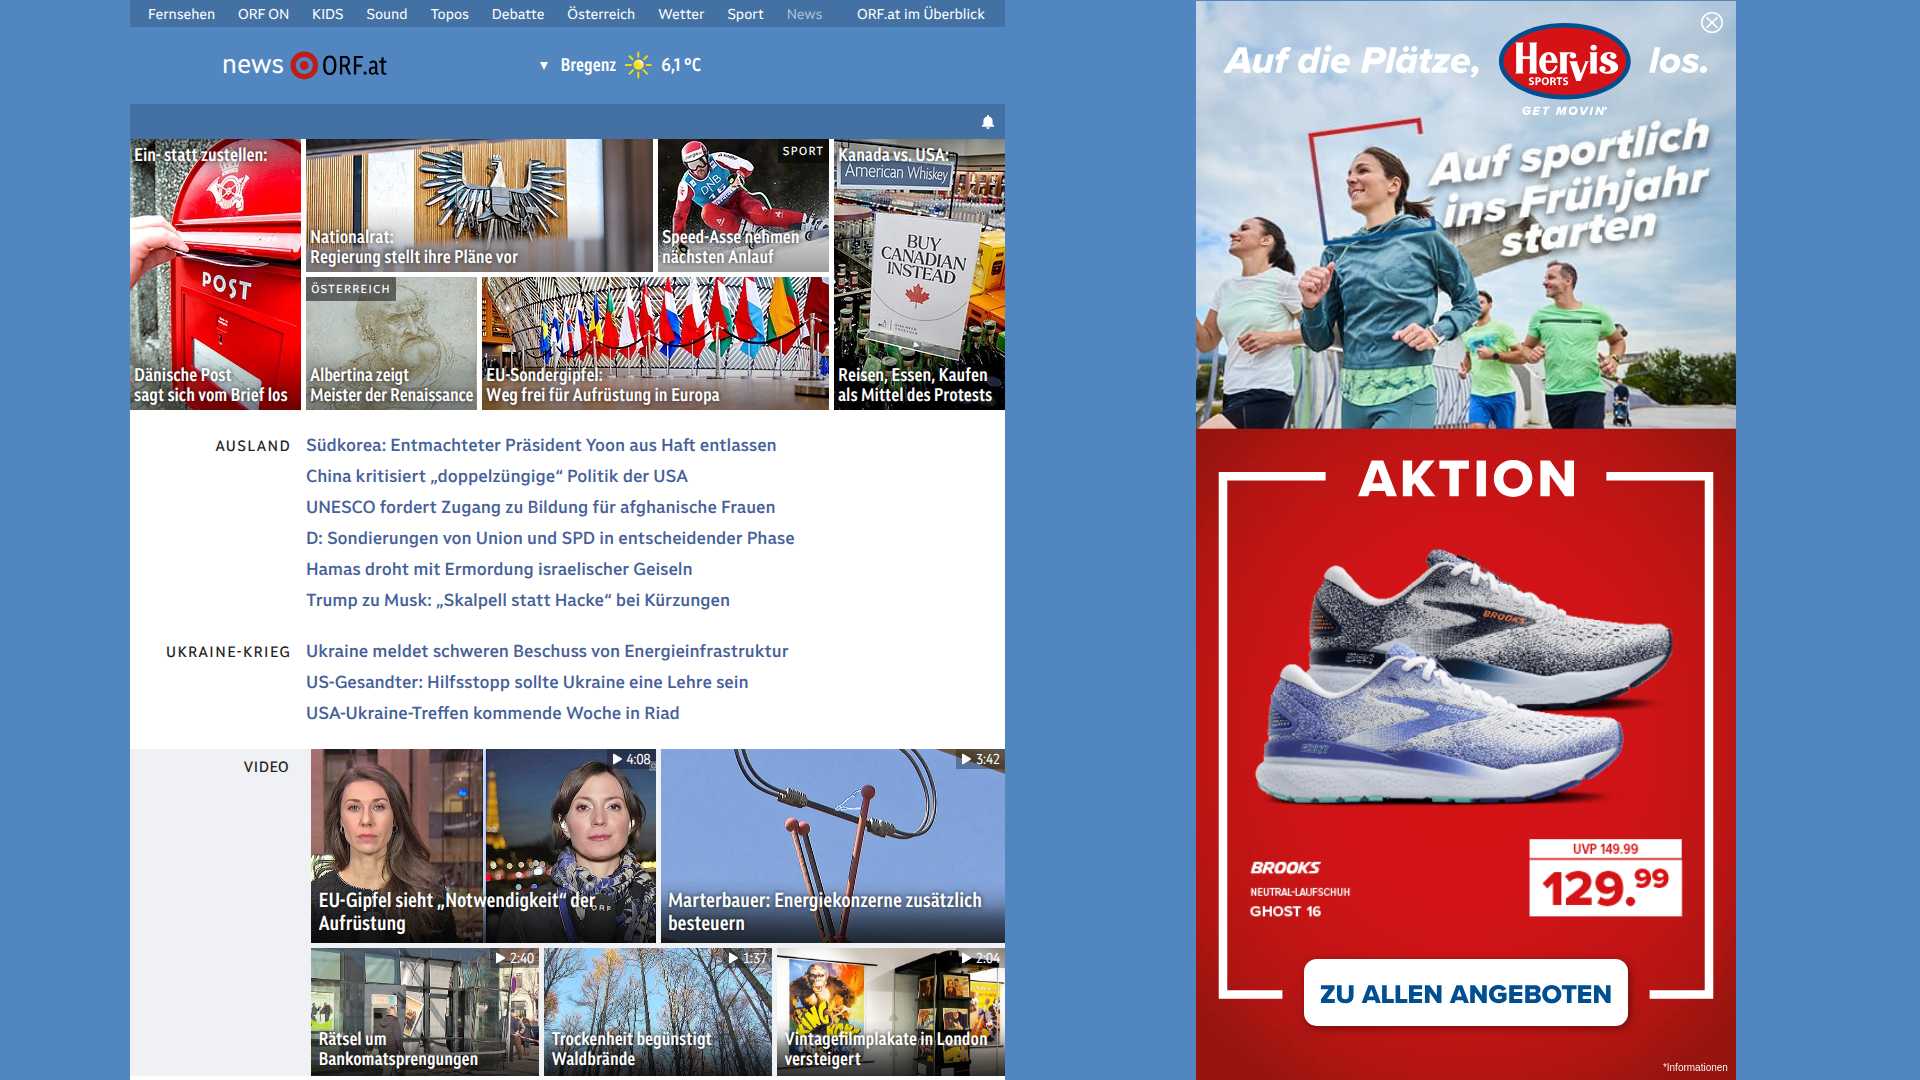 Fernsehen ORF ON KIDS Sound Topos Debatte Österreich Wetter Sport News ORF.at im Überblick
news ORF.at
▼ Bregenz 6,1 °C
Ein- statt zustellen:
POST
Dänische Post
sagt sich vom Brief los
Nationalrat:
Regierung stellt ihre Pläne vor
SPORT
DNB
Speed-Asse nehmen
nächsten Anlauf
Kanada vs. USA:
American Whiskey
BUY
CANADIAN
INSTEAD
Reisen, Essen, Kaufen
als Mittel des Protests
ÖSTERREICH
Albertina zeigt
Meister der Renaissance
EU-Sondergipfel:
Weg frei für Aufrüstung in Europa
AUSLAND
Südkorea: Entmachteter Präsident Yoon aus Haft entlassen
China kritisiert „doppelzüngige“ Politik der USA
UNESCO fordert Zugang zu Bildung für afghanische Frauen
D: Sondierungen von Union und SPD in entscheidender Phase
Hamas droht mit Ermordung israelischer Geiseln
Trump zu Musk: „Skalpell statt Hacke“ bei Kürzungen
UKRAINE-KRIEG
Ukraine meldet schweren Beschuss von Energieinfrastruktur
US-Gesandter: Hilfsstopp sollte Ukraine eine Lehre sein
USA-Ukraine-Treffen kommende Woche in Riad
VIDEO
4:08
EU-Gipfel sieht „Notwendigkeit“ der
Aufrüstung
ORF
3:42
Marterbauer: Energiekonzerne zusätzlich
besteuern
2:40
Rätsel um
Bankomatsprengungen
1:37
Trockenheit begünstigt
Waldbrände
2:04
KING
Vintagefilmplakate in London
versteigert
Auf die Plätze, Hervis los.
SPORTS
GET MOVIN'
Auf sportlich
ins Frühjahr
starten
AKTION
BROOKS
BROOKS
BROOKS
NEUTRAL-LAUFSCHUH
GHOST 16
UVP 149.99
129.99
ZU ALLEN ANGEBOTEN
*Informationen